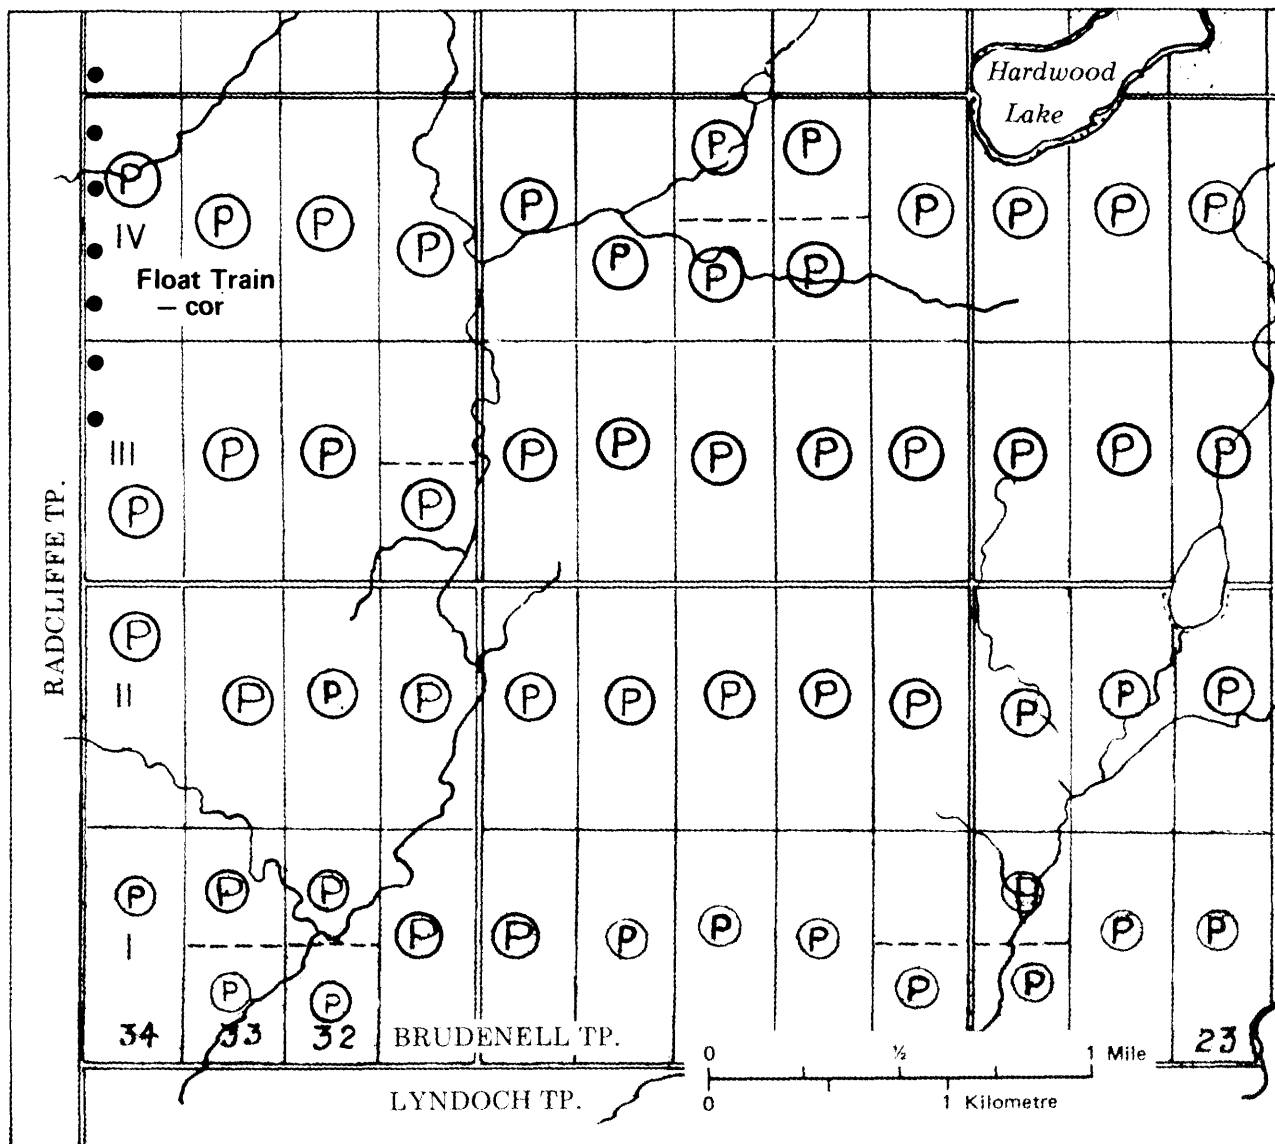 Hardwood
Lake
P P
P
P P P P P
P P P
IV
P P P
Float Train
– cor
P P P P P P P P P P
III
P P
RADCLIFFE TP.
P
P P P P P P P P P P P
II
P P P P
P P P P P P P
I
P P P P
34 33 32
BRUDENELL TP.
23
0 ½ 1 Mile
LYNDOCH TP.
0 1 Kilometre